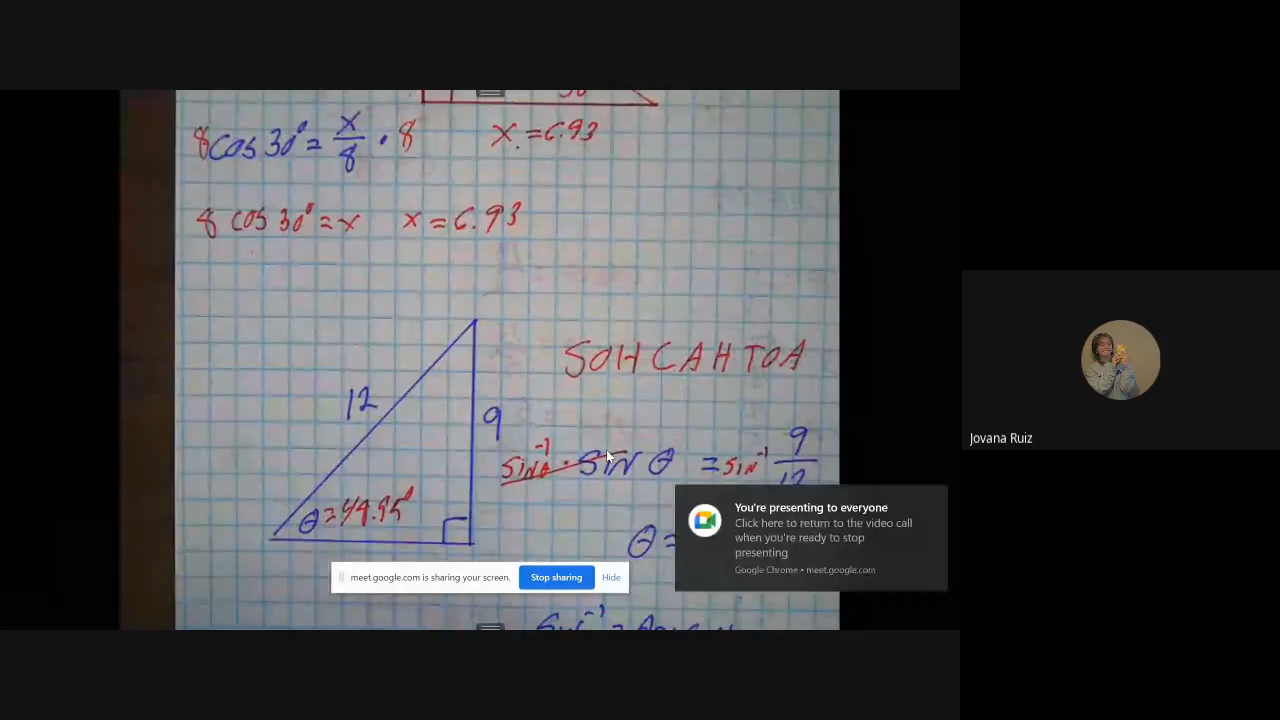 8cos 30° = x/8 · 8 x = 6.93
8 cos 30° = x x = 6.93
SOH CAH TOA
12
9
sin⁻¹ · sin θ = sin⁻¹ 9/12
θ =
You're presenting to everyone
Click here to return to the video call
when you're ready to stop
presenting
Google Chrome • meet.google.com
meet.google.com is sharing your screen.
Stop sharing
Hide
Jovana Ruiz